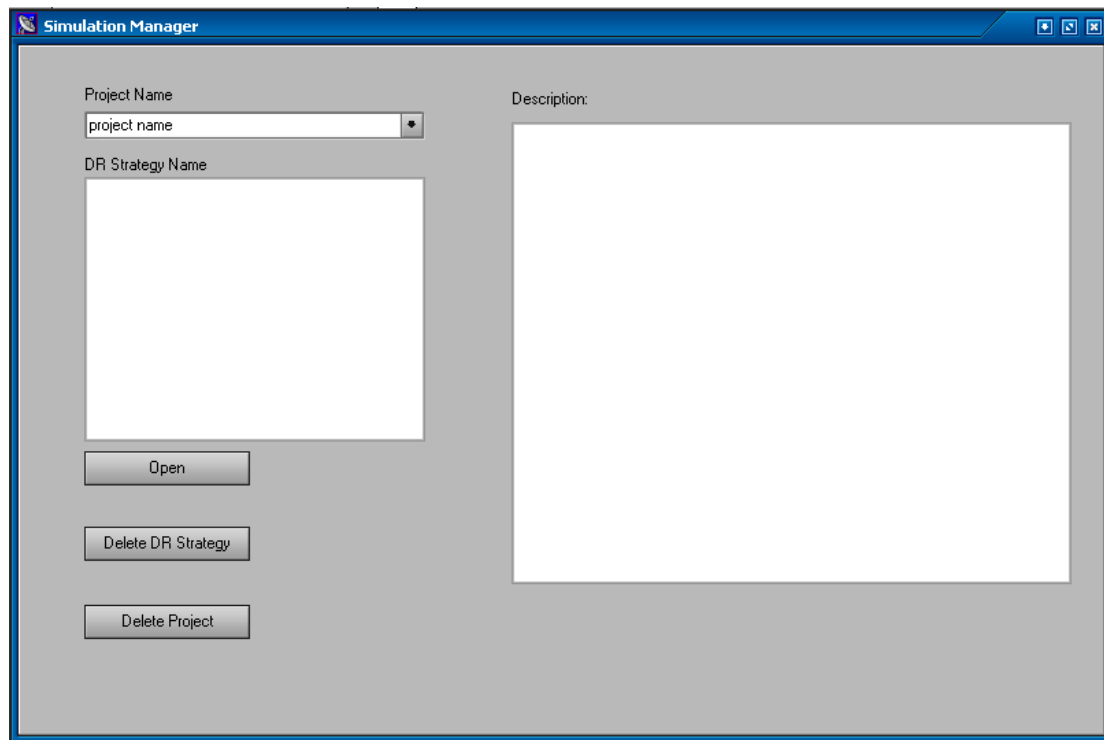 Simulation Manager
Project Name
project name
DR Strategy Name
Open
Delete DR Strategy
Delete Project
Description: